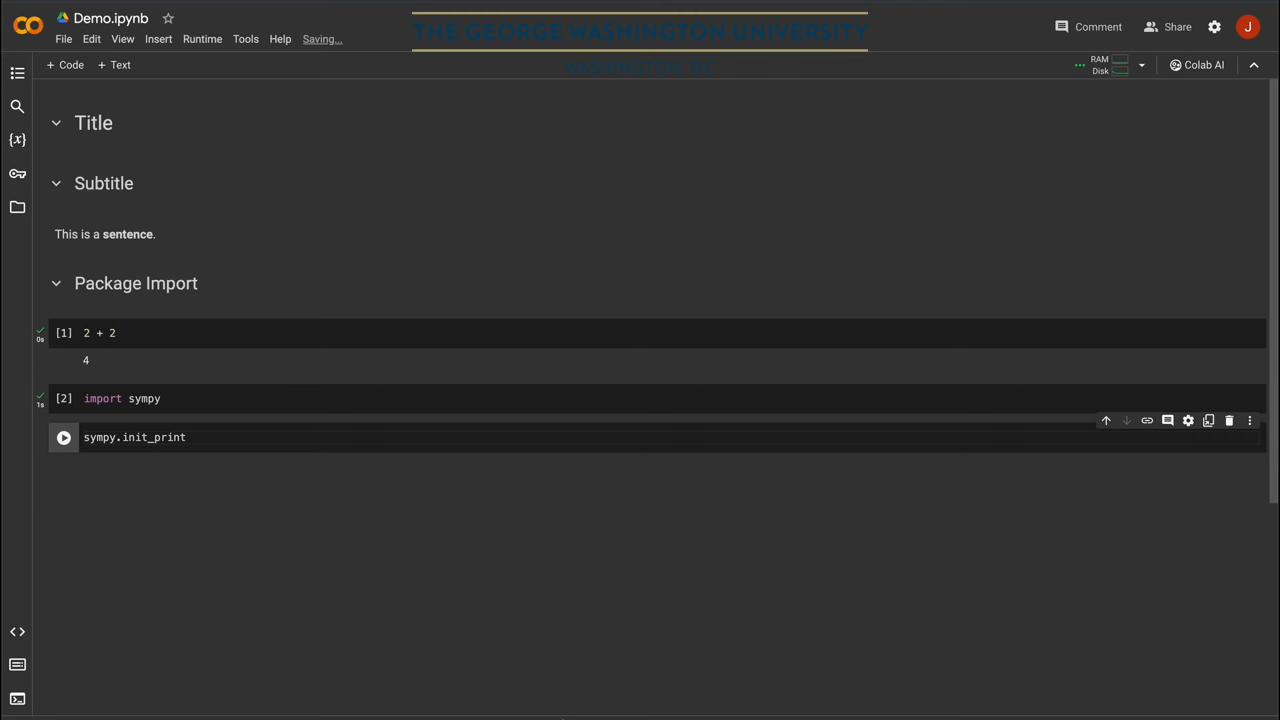 Demo.ipynb
THE GEORGE WASHINGTON UNIVERSITY
Comment
Share
J
File Edit View Insert Runtime Tools Help Saving...
WASHINGTON, DC
+ Code + Text
RAM
Disk
Colab AI
{x}
Title
Subtitle
This is a sentence.
Package Import
[1] 2 + 2
0s
4
[2] import sympy
1s
sympy.init_print